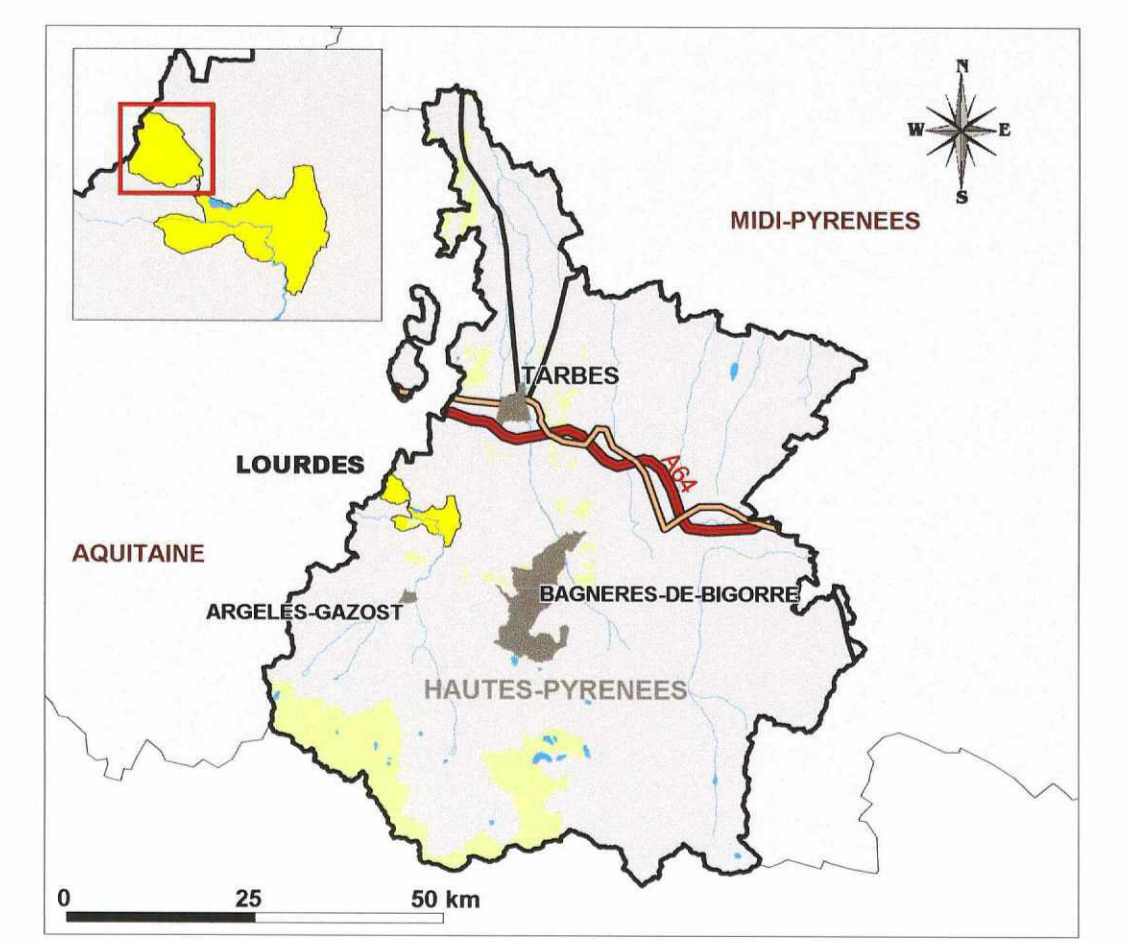 N
W E
S
MIDI-PYRENEES
TARBES
LOURDES
A64
AQUITAINE
BAGNERES-DE-BIGORRE
ARGELES-GAZOST
HAUTES-PYRENEES
0 25 50 km